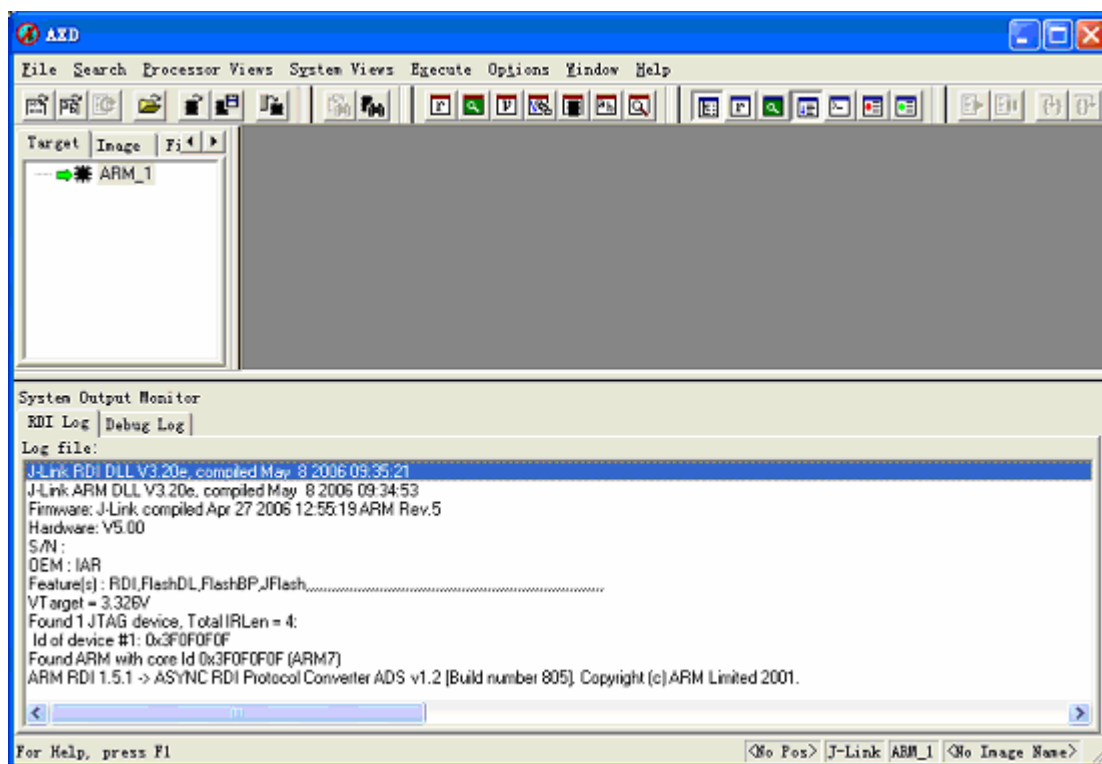 AXD
File Search Processor Views System Views Execute Options Window Help
Target Image Fi
ARM_1
System Output Monitor
RDI Log Debug Log
Log file:
J-Link RDI DLL V3.20e, compiled May 8 2006 09:35:21
J-Link ARM DLL V3.20e, compiled May 8 2006 09:34:53
Firmware: J-Link compiled Apr 27 2006 12:55:19 ARM Rev.5
Hardware: V5.00
S/N :
OEM : IAR
Feature(s) : RDI,FlashDL,FlashBP,JFlash,,,,,,,,,,,,,,,,,,,,,,,,,,,,,,,,,,,,,,,,,,,,,,,,,,,,,,,,,,,,
VTarget = 3.326V
Found 1 JTAG device, Total IRLen = 4:
Id of device #1: 0x3F0F0F0F
Found ARM with core Id 0x3F0F0F0F (ARM7)
ARM RDI 1.5.1 -> ASYNC RDI Protocol Converter ADS v1.2 [Build number 805]. Copyright (c) ARM Limited 2001.
For Help, press F1 <No Pos> J-Link ARM_1 <No Image Name>